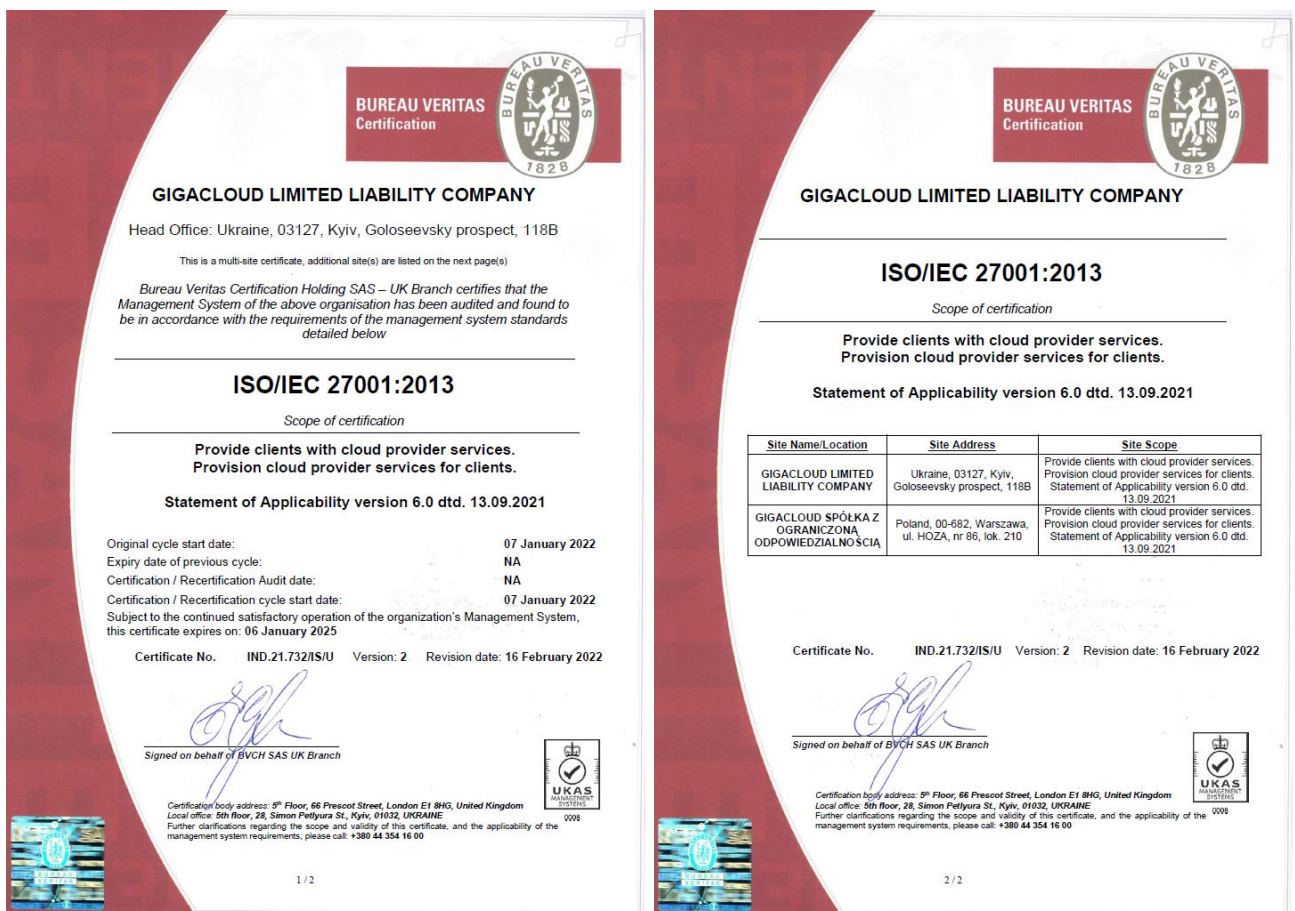 BUREAU VERITAS
Certification
BUREAU VERITAS
1828
GIGACLOUD LIMITED LIABILITY COMPANY
Head Office: Ukraine, 03127, Kyiv, Goloseevsky prospect, 118B
This is a multi-site certificate, additional site(s) are listed on the next page(s)
Bureau Veritas Certification Holding SAS – UK Branch certifies that the
Management System of the above organisation has been audited and found to
be in accordance with the requirements of the management system standards
detailed below
ISO/IEC 27001:2013
Scope of certification
Provide clients with cloud provider services.
Provision cloud provider services for clients.
Statement of Applicability version 6.0 dtd. 13.09.2021
Original cycle start date: 07 January 2022
Expiry date of previous cycle: NA
Certification / Recertification Audit date: NA
Certification / Recertification cycle start date: 07 January 2022
Subject to the continued satisfactory operation of the organization's Management System,
this certificate expires on: 06 January 2025
Certificate No. IND.21.732/IS/U Version: 2 Revision date: 16 February 2022
Signed on behalf of BVCH SAS UK Branch
UKAS
MANAGEMENT
SYSTEMS
0008
Certification body address: 5th Floor, 66 Prescot Street, London E1 8HG, United Kingdom
Local office: 5th floor, 28, Simon Petlyura St., Kyiv, 01032, UKRAINE
Further clarifications regarding the scope and validity of this certificate, and the applicability of the
management system requirements, please call: +380 44 354 16 00
BUREAU
VERITAS
1 / 2
BUREAU VERITAS
Certification
BUREAU VERITAS
1828
GIGACLOUD LIMITED LIABILITY COMPANY
ISO/IEC 27001:2013
Scope of certification
Provide clients with cloud provider services.
Provision cloud provider services for clients.
Statement of Applicability version 6.0 dtd. 13.09.2021
Site Name/Location Site Address Site Scope
GIGACLOUD LIMITED
LIABILITY COMPANY
Ukraine, 03127, Kyiv,
Goloseevsky prospect, 118B
Provide clients with cloud provider services.
Provision cloud provider services for clients.
Statement of Applicability version 6.0 dtd.
13.09.2021
GIGACLOUD SPÓŁKA Z
OGRANICZONĄ
ODPOWIEDZIALNOŚCIĄ
Poland, 00-682, Warszawa,
ul. HOZA, nr 86, lok. 210
Provide clients with cloud provider services.
Provision cloud provider services for clients.
Statement of Applicability version 6.0 dtd.
13.09.2021
Certificate No. IND.21.732/IS/U Version: 2 Revision date: 16 February 2022
Signed on behalf of BVCH SAS UK Branch
UKAS
MANAGEMENT
SYSTEMS
0008
Certification body address: 5th Floor, 66 Prescot Street, London E1 8HG, United Kingdom
Local office: 5th floor, 28, Simon Petlyura St., Kyiv, 01032, UKRAINE
Further clarifications regarding the scope and validity of this certificate, and the applicability of the
management system requirements, please call: +380 44 354 16 00
BUREAU
VERITAS
2 / 2